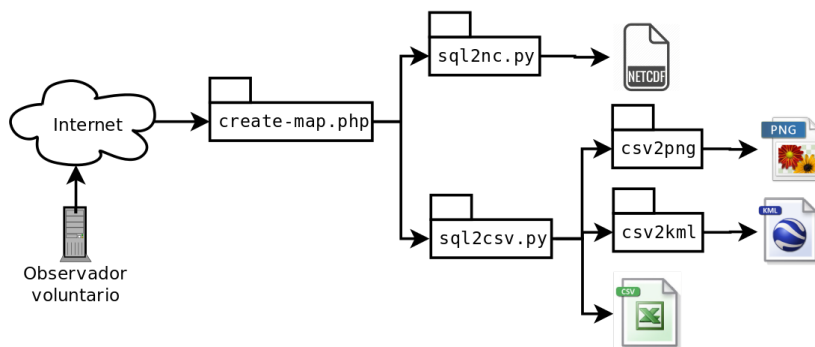 sql2nc.py
NETCDF
Internet
create-map.php
PNG
csv2png
sql2csv.py
csv2kml
KML
Observador
voluntario
CSV
X